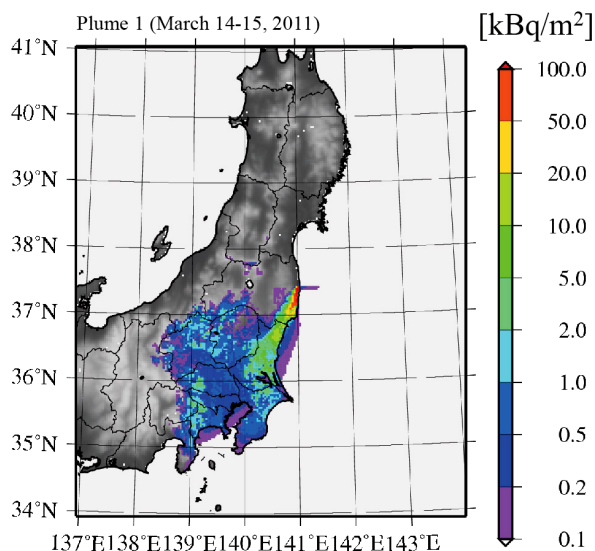 Plume 1 (March 14-15, 2011)
[kBq/m²]
41°N
40°N
39°N
38°N
37°N
36°N
35°N
34°N
137°E138°E139°E140°E141°E142°E143°E
100.0
50.0
20.0
10.0
5.0
2.0
1.0
0.5
0.2
0.1